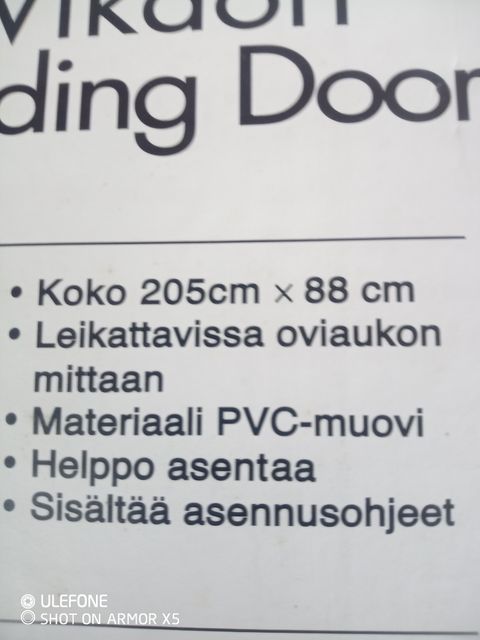 ding Door
• Koko 205cm × 88 cm
• Leikattavissa oviaukon
mittaan
• Materiaali PVC-muovi
• Helppo asentaa
• Sisältää asennusohjeet
ULEFONE
SHOT ON ARMOR X5